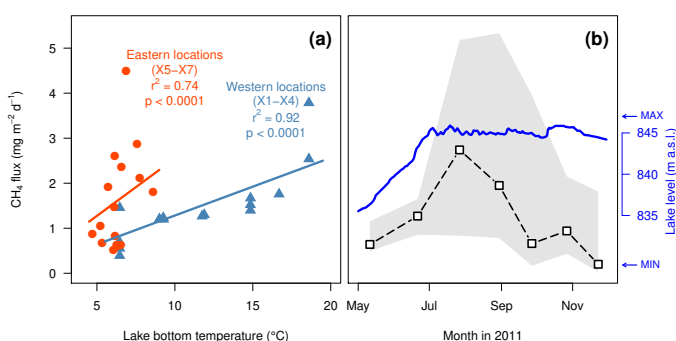 (a)
Eastern locations
(X5−X7)
r² = 0.74
p < 0.0001
Western locations
(X1−X4)
r² = 0.92
p < 0.0001
CH₄ flux (mg m⁻² d⁻¹)
5
4
3
2
1
0
5 10 15 20
Lake bottom temperature (°C)
(b)
MAX
845
840
835
MIN
Lake level (m a.s.l.)
May Jul Sep Nov
Month in 2011